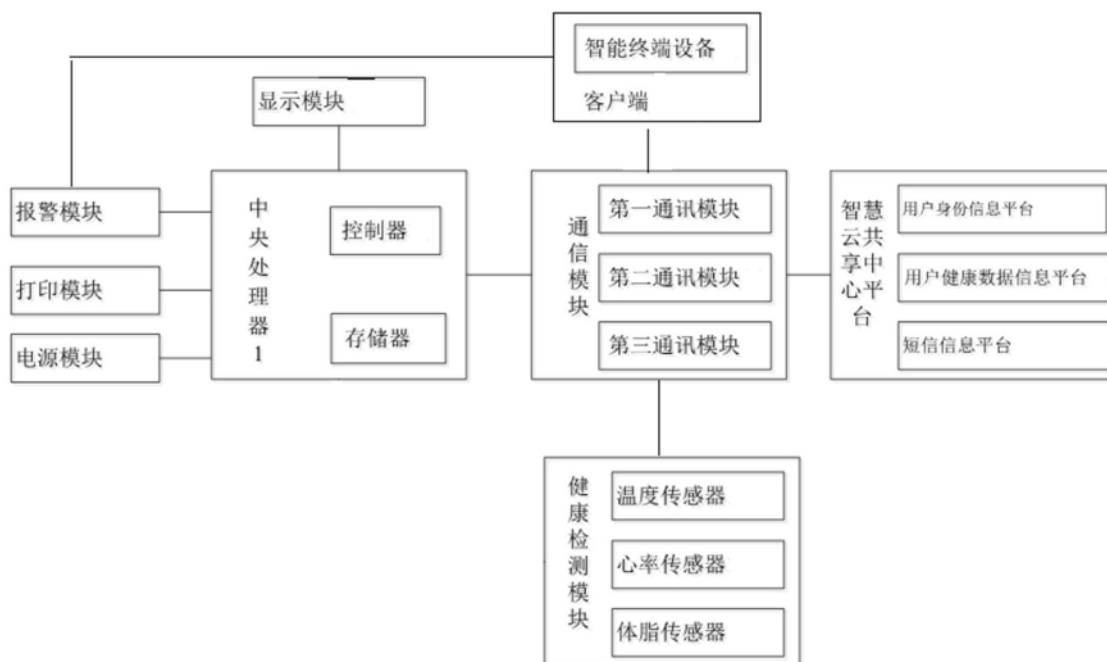 智能终端设备
客户端
显示模块
报警模块
打印模块
电源模块
中央处理器1
控制器
存储器
通信模块
第一通讯模块
第二通讯模块
第三通讯模块
智慧云共享中心平台
用户身份信息平台
用户健康数据信息平台
短信信息平台
健康检测模块
温度传感器
心率传感器
体脂传感器